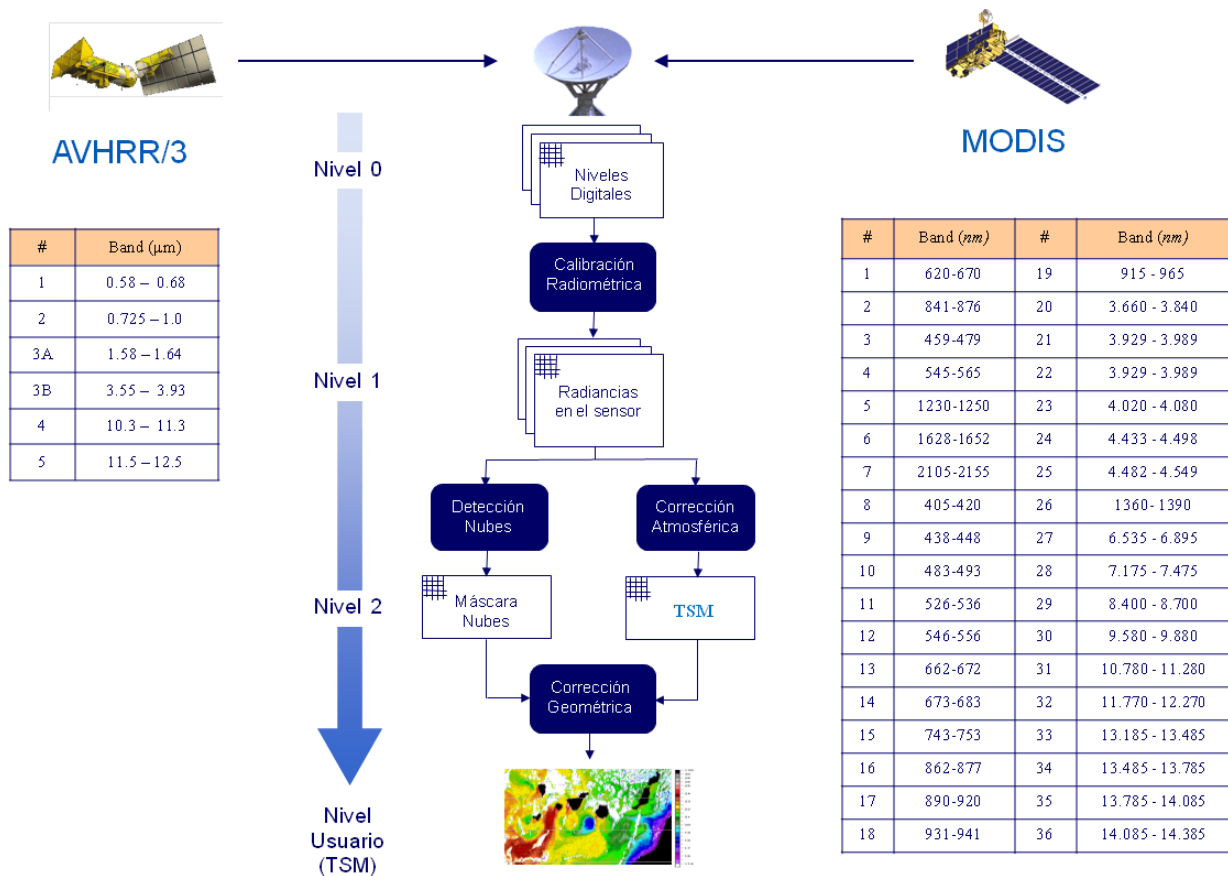 AVHRR/3
MODIS
Nivel 0
Niveles
Digitales
Calibración
Radiométrica
Nivel 1
Radiancias
en el sensor
Detección
Nubes
Corrección
Atmosférica
Nivel 2
Máscara
Nubes
TSM
Corrección
Geométrica
Nivel
Usuario
(TSM)
# Band (μm)
1 0.58 – 0.68
2 0.725 – 1.0
3A 1.58 – 1.64
3B 3.55 – 3.93
4 10.3 – 11.3
5 11.5 – 12.5
# Band (nm) # Band (nm)
1 620-670 19 915 - 965
2 841-876 20 3.660 - 3.840
3 459-479 21 3.929 - 3.989
4 545-565 22 3.929 - 3.989
5 1230-1250 23 4.020 - 4.080
6 1628-1652 24 4.433 - 4.498
7 2105-2155 25 4.482 - 4.549
8 405-420 26 1360 - 1390
9 438-448 27 6.535 - 6.895
10 483-493 28 7.175 - 7.475
11 526-536 29 8.400 - 8.700
12 546-556 30 9.580 - 9.880
13 662-672 31 10.780 - 11.280
14 673-683 32 11.770 - 12.270
15 743-753 33 13.185 - 13.485
16 862-877 34 13.485 - 13.785
17 890-920 35 13.785 - 14.085
18 931-941 36 14.085 - 14.385